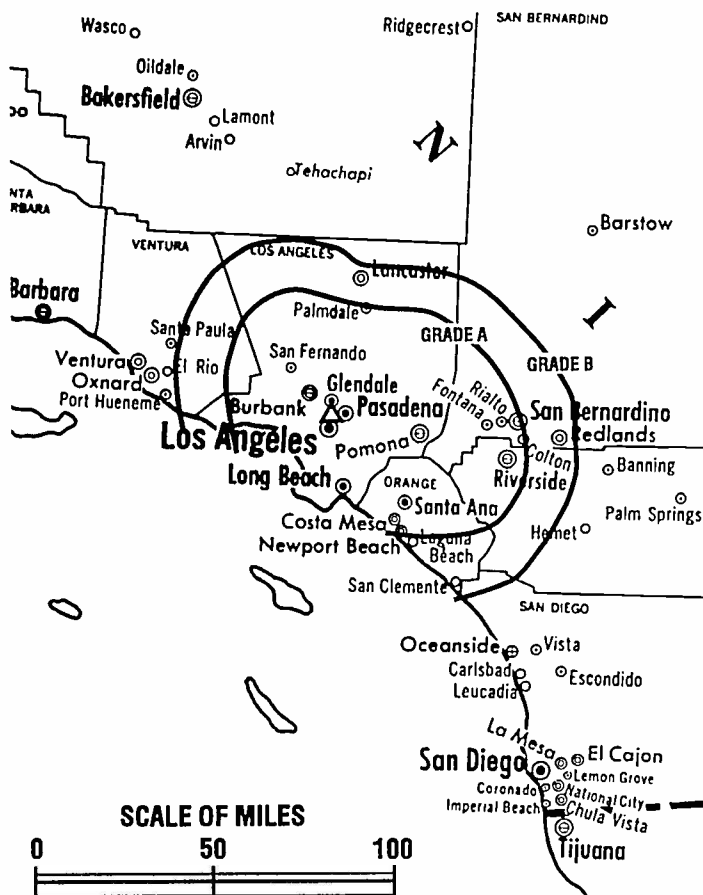 SAN BERNARDINO
Wasco
Ridgecrest
Oildale
Bakersfield
Lamont
Arvin
N
Tehachapi
NTA
RBARA
Barstow
VENTURA
LOS ANGELES
Lancaster
Barbara
Palmdale
I
Santa Paula
GRADE A
San Fernando
GRADE B
Ventura
El Rio
Oxnard
Glendale
Port Hueneme
Burbank
Pasadena
Rialto
Fontana
San Bernardino
Los Angeles
Pomona
Redlands
Colton
Long Beach
ORANGE
Riverside
Banning
Santa Ana
Palm Springs
Costa Mesa
Newport Beach
Laguna
Beach
Hemet
San Clemente
SAN DIEGO
Oceanside
Vista
Carlsbad
Escondido
Leucadia
La Mesa
El Cajon
San Diego
Lemon Grove
Coronado
National City
Imperial Beach
Chula Vista
Tijuana
SCALE OF MILES
0 50 100